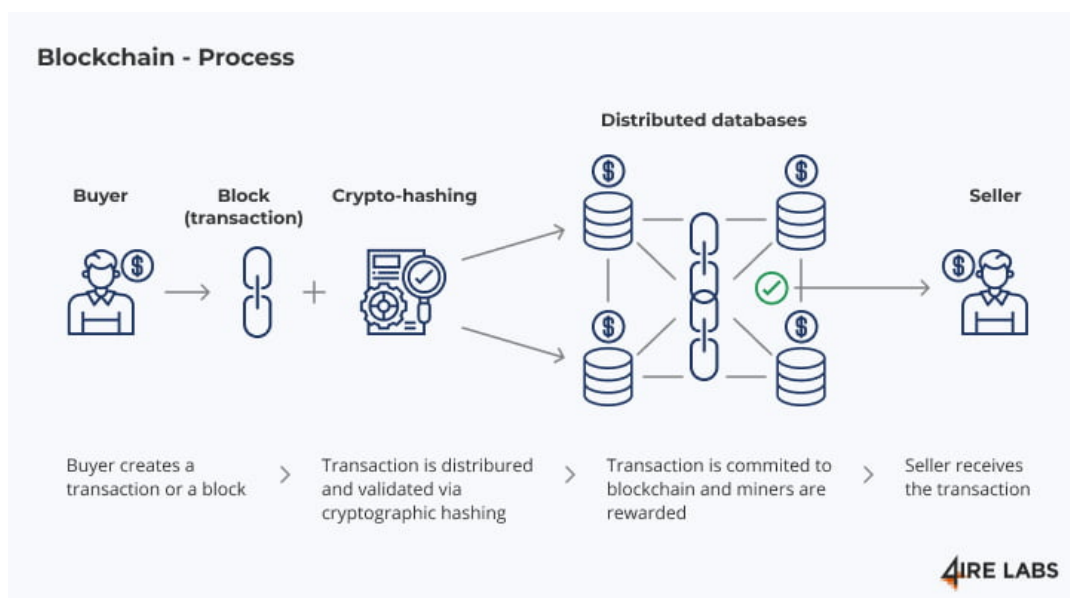 Blockchain - Process
Distributed databases
Buyer
Block
(transaction)
Crypto-hashing
Seller
$
$
$
$
$
$
Buyer creates a
transaction or a block
Transaction is distribured
and validated via
cryptographic hashing
Transaction is commited to
blockchain and miners are
rewarded
Seller receives
the transaction
4IRE LABS